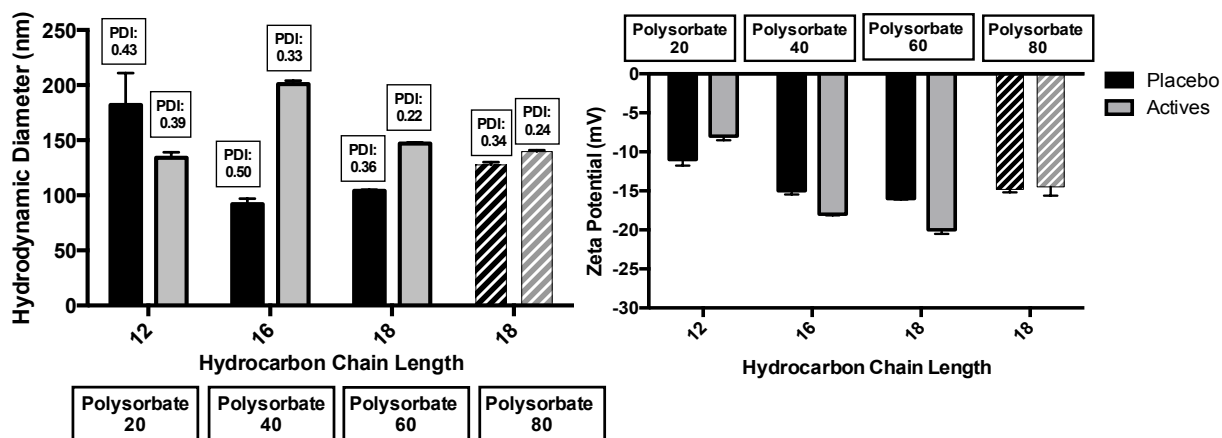 Hydrodynamic Diameter (nm)
250
200
150
100
50
0
PDI:
0.43
PDI:
0.39
PDI:
0.50
PDI:
0.33
PDI:
0.36
PDI:
0.22
PDI:
0.34
PDI:
0.24
12
16
18
18
Hydrocarbon Chain Length
Polysorbate
20
Polysorbate
40
Polysorbate
60
Polysorbate
80
Polysorbate
20
Polysorbate
40
Polysorbate
60
Polysorbate
80
Zeta Potential (mV)
0
-5
-10
-15
-20
-25
-30
12
16
18
18
Hydrocarbon Chain Length
Placebo
Actives